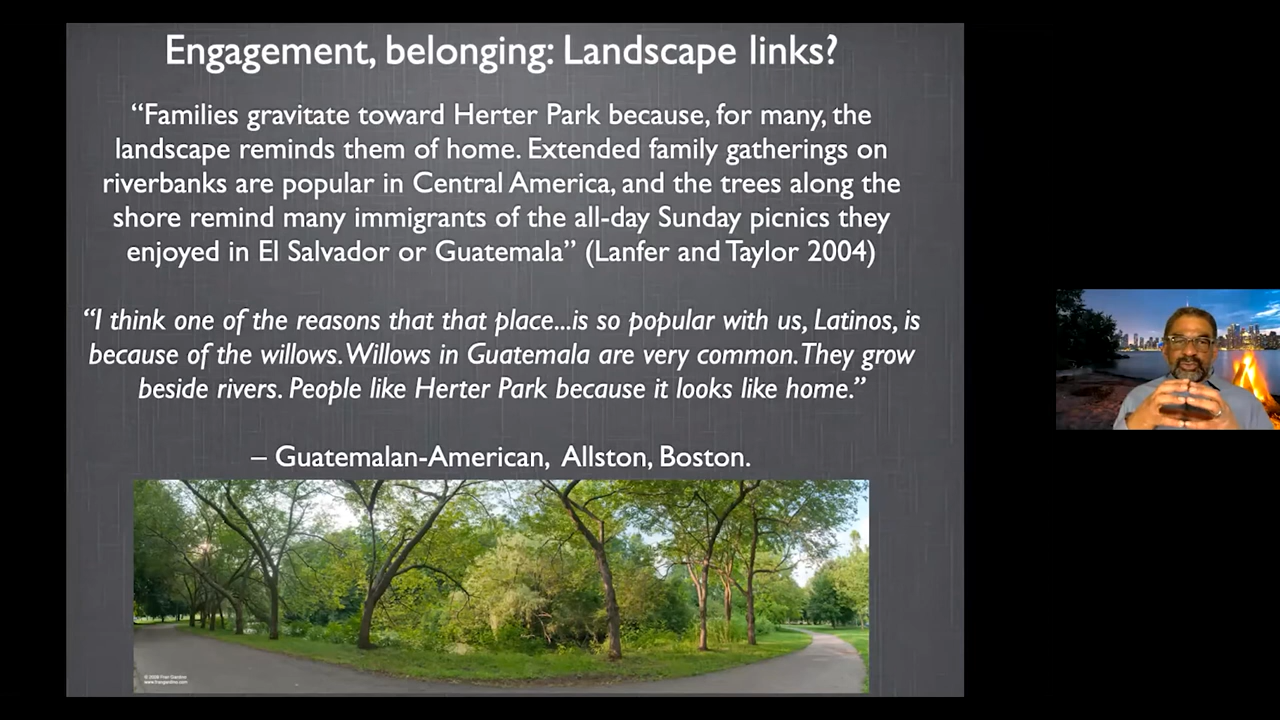 Engagement, belonging: Landscape links?
“Families gravitate toward Herter Park because, for many, the
landscape reminds them of home. Extended family gatherings on
riverbanks are popular in Central America, and the trees along the
shore remind many immigrants of the all-day Sunday picnics they
enjoyed in El Salvador or Guatemala” (Lanfer and Taylor 2004)
“I think one of the reasons that that place...is so popular with us, Latinos, is
because of the willows. Willows in Guatemala are very common. They grow
beside rivers. People like Herter Park because it looks like home.”
– Guatemalan-American, Allston, Boston.